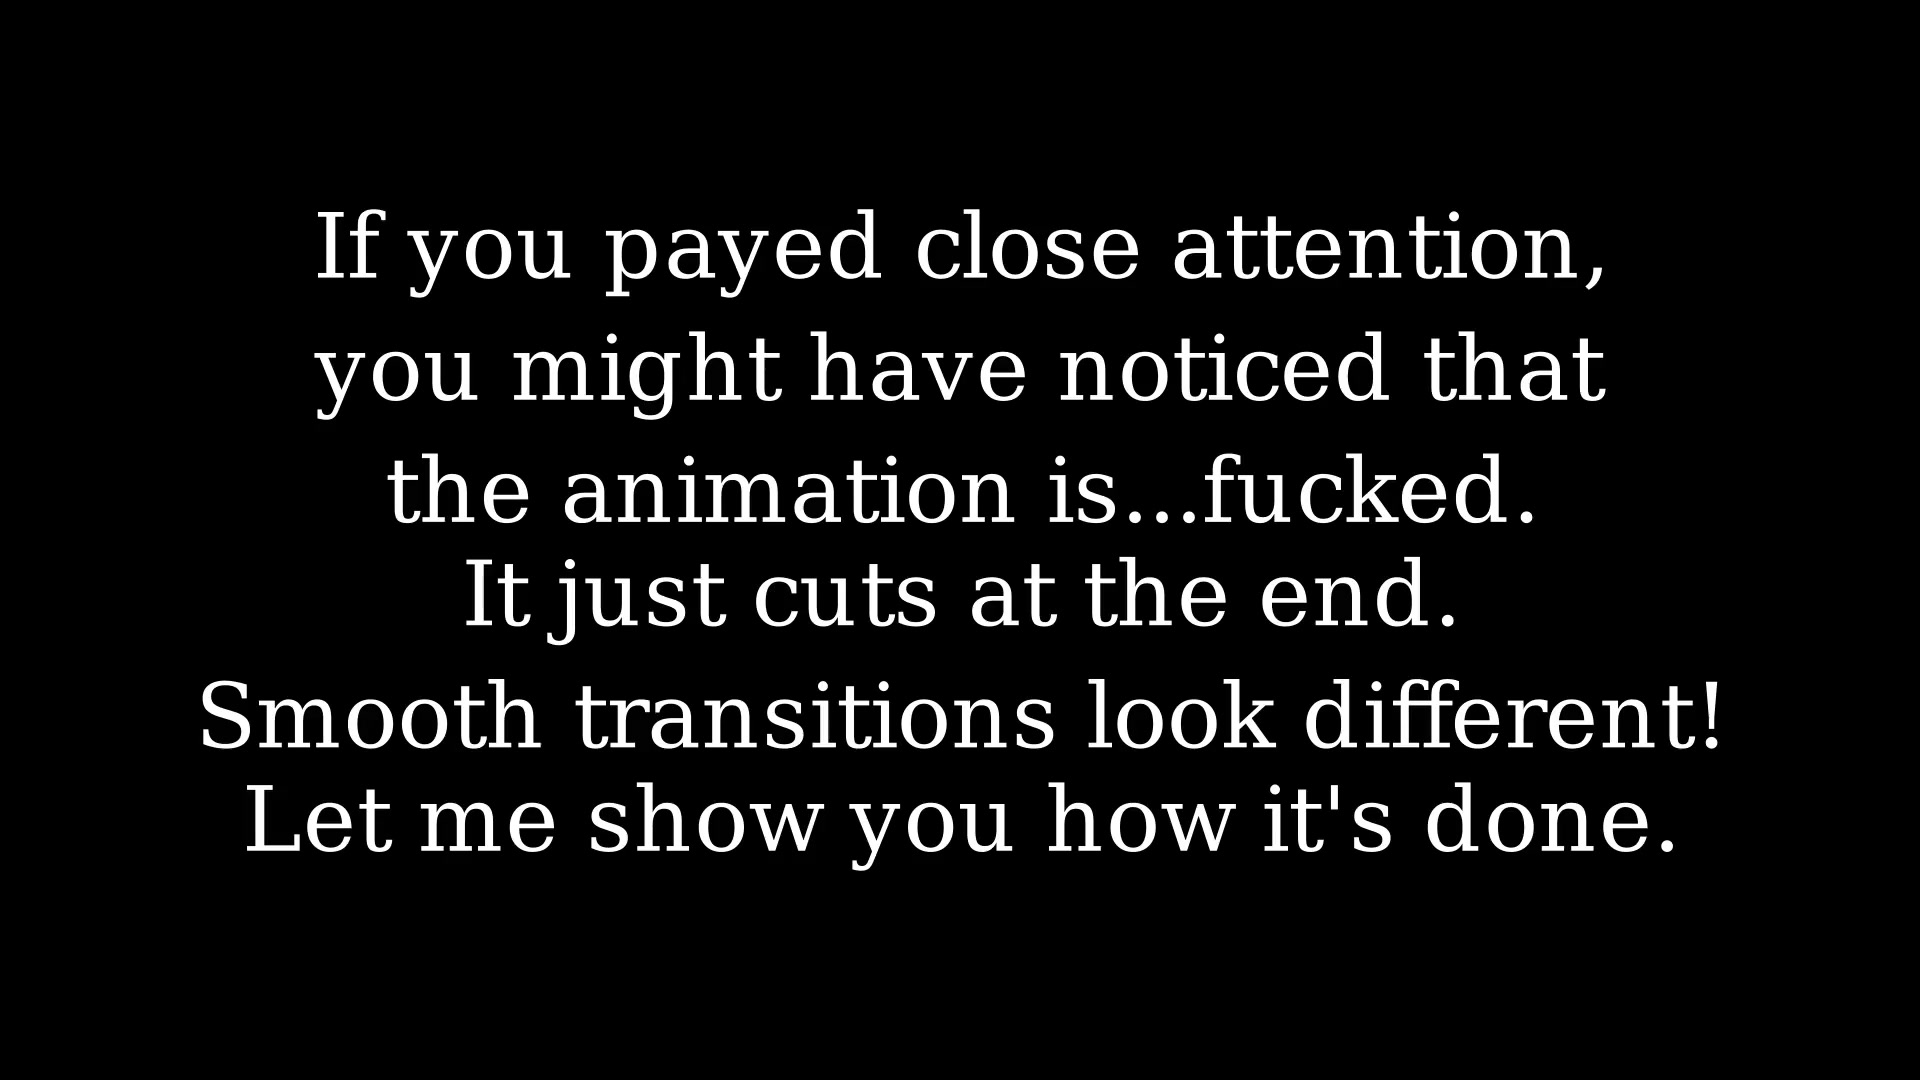 If you payed close attention,
you might have noticed that
the animation is...fucked.
It just cuts at the end.
Smooth transitions look different!
Let me show you how it's done.